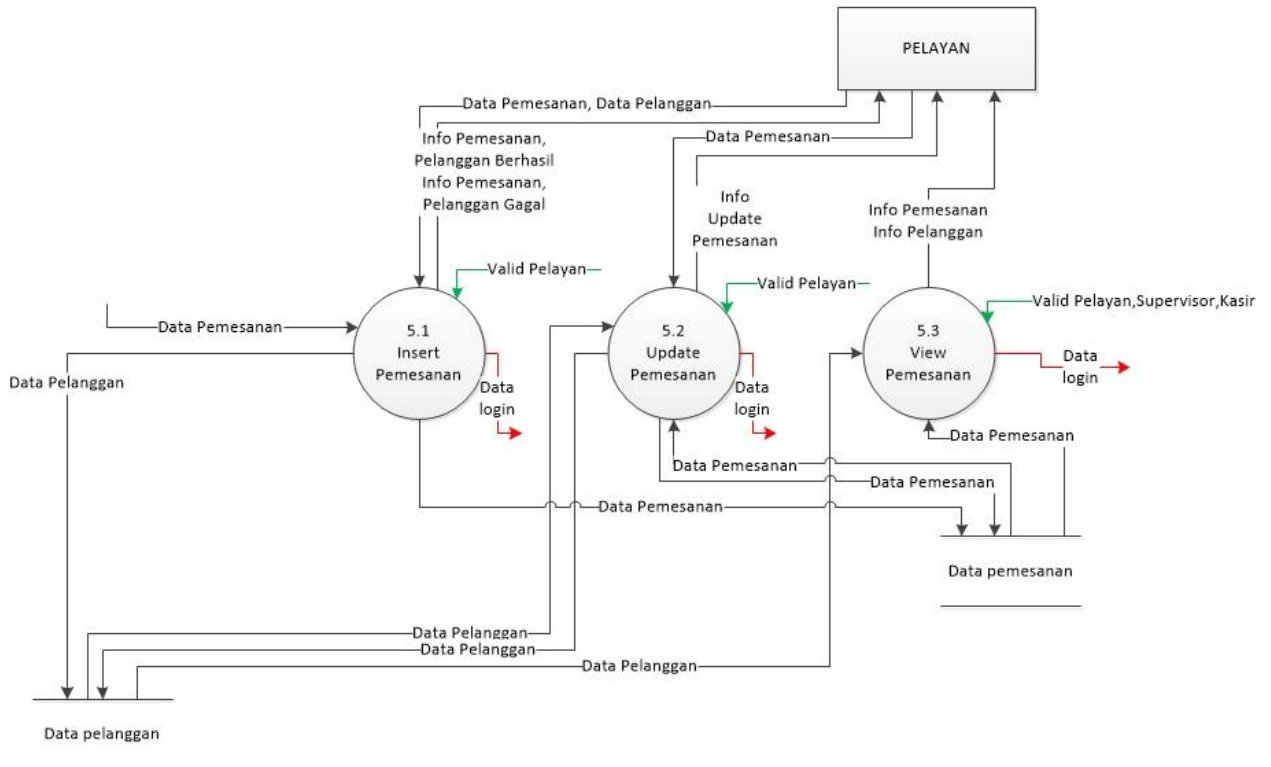 PELAYAN
Data Pemesanan, Data Pelanggan
Info Pemesanan,
Pelanggan Berhasil
Info Pemesanan,
Pelanggan Gagal
Data Pemesanan
Info
Update
Pemesanan
Info Pemesanan
Info Pelanggan
Valid Pelayan
Valid Pelayan
Valid Pelayan,Supervisor,Kasir
Data Pemesanan
5.1
Insert
Pemesanan
5.2
Update
Pemesanan
5.3
View
Pemesanan
Data Pelanggan
Data
login
Data
login
Data
login
Data Pemesanan
Data Pemesanan
Data Pemesanan
Data Pemesanan
Data pemesanan
Data Pelanggan
Data Pelanggan
Data Pelanggan
Data pelanggan